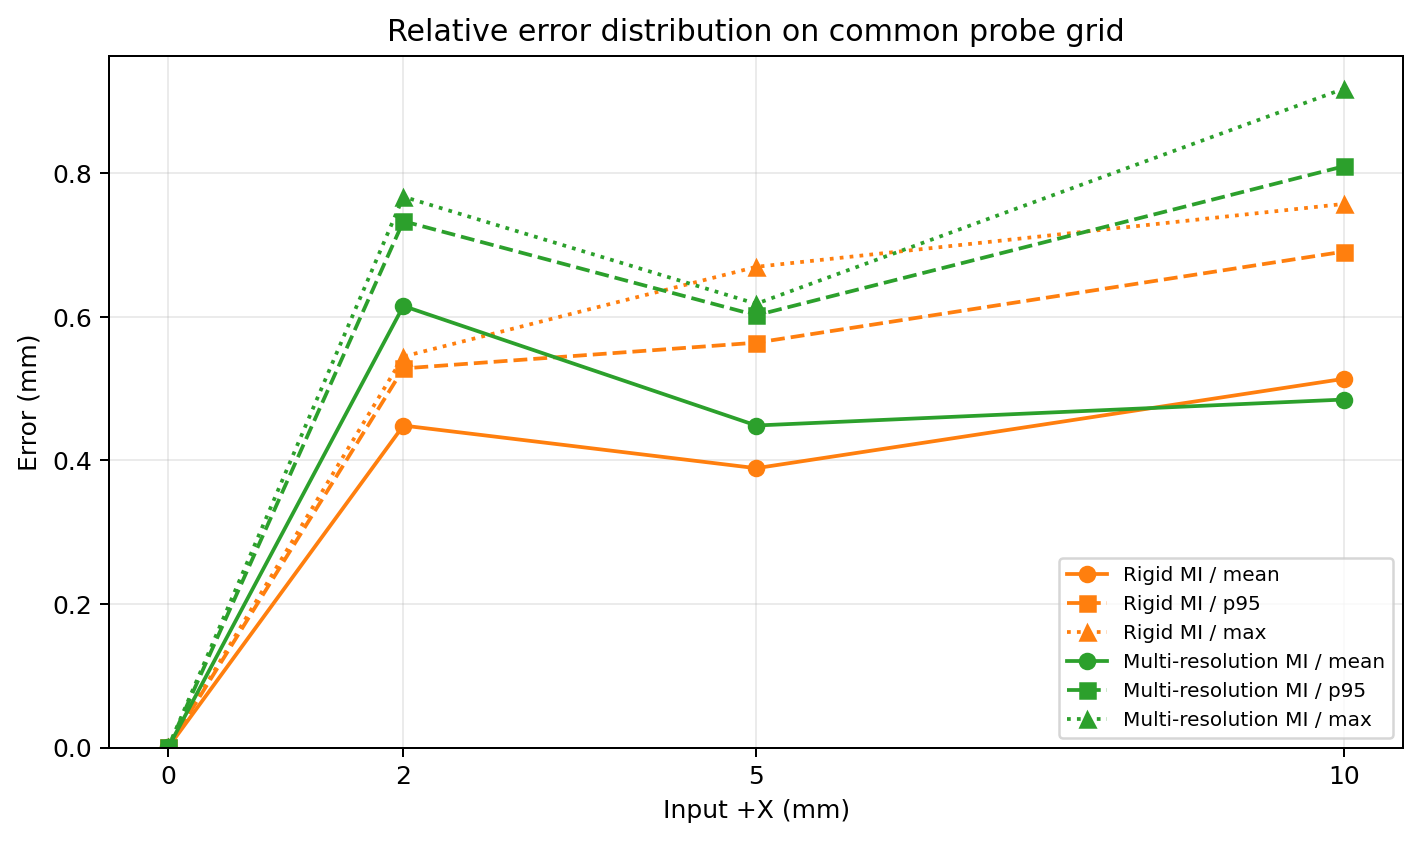 Relative error distribution on common probe grid
Error (mm)
0.8
0.6
0.4
0.2
0.0
0
2
5
10
Input +X (mm)
Rigid MI / mean
Rigid MI / p95
Rigid MI / max
Multi-resolution MI / mean
Multi-resolution MI / p95
Multi-resolution MI / max